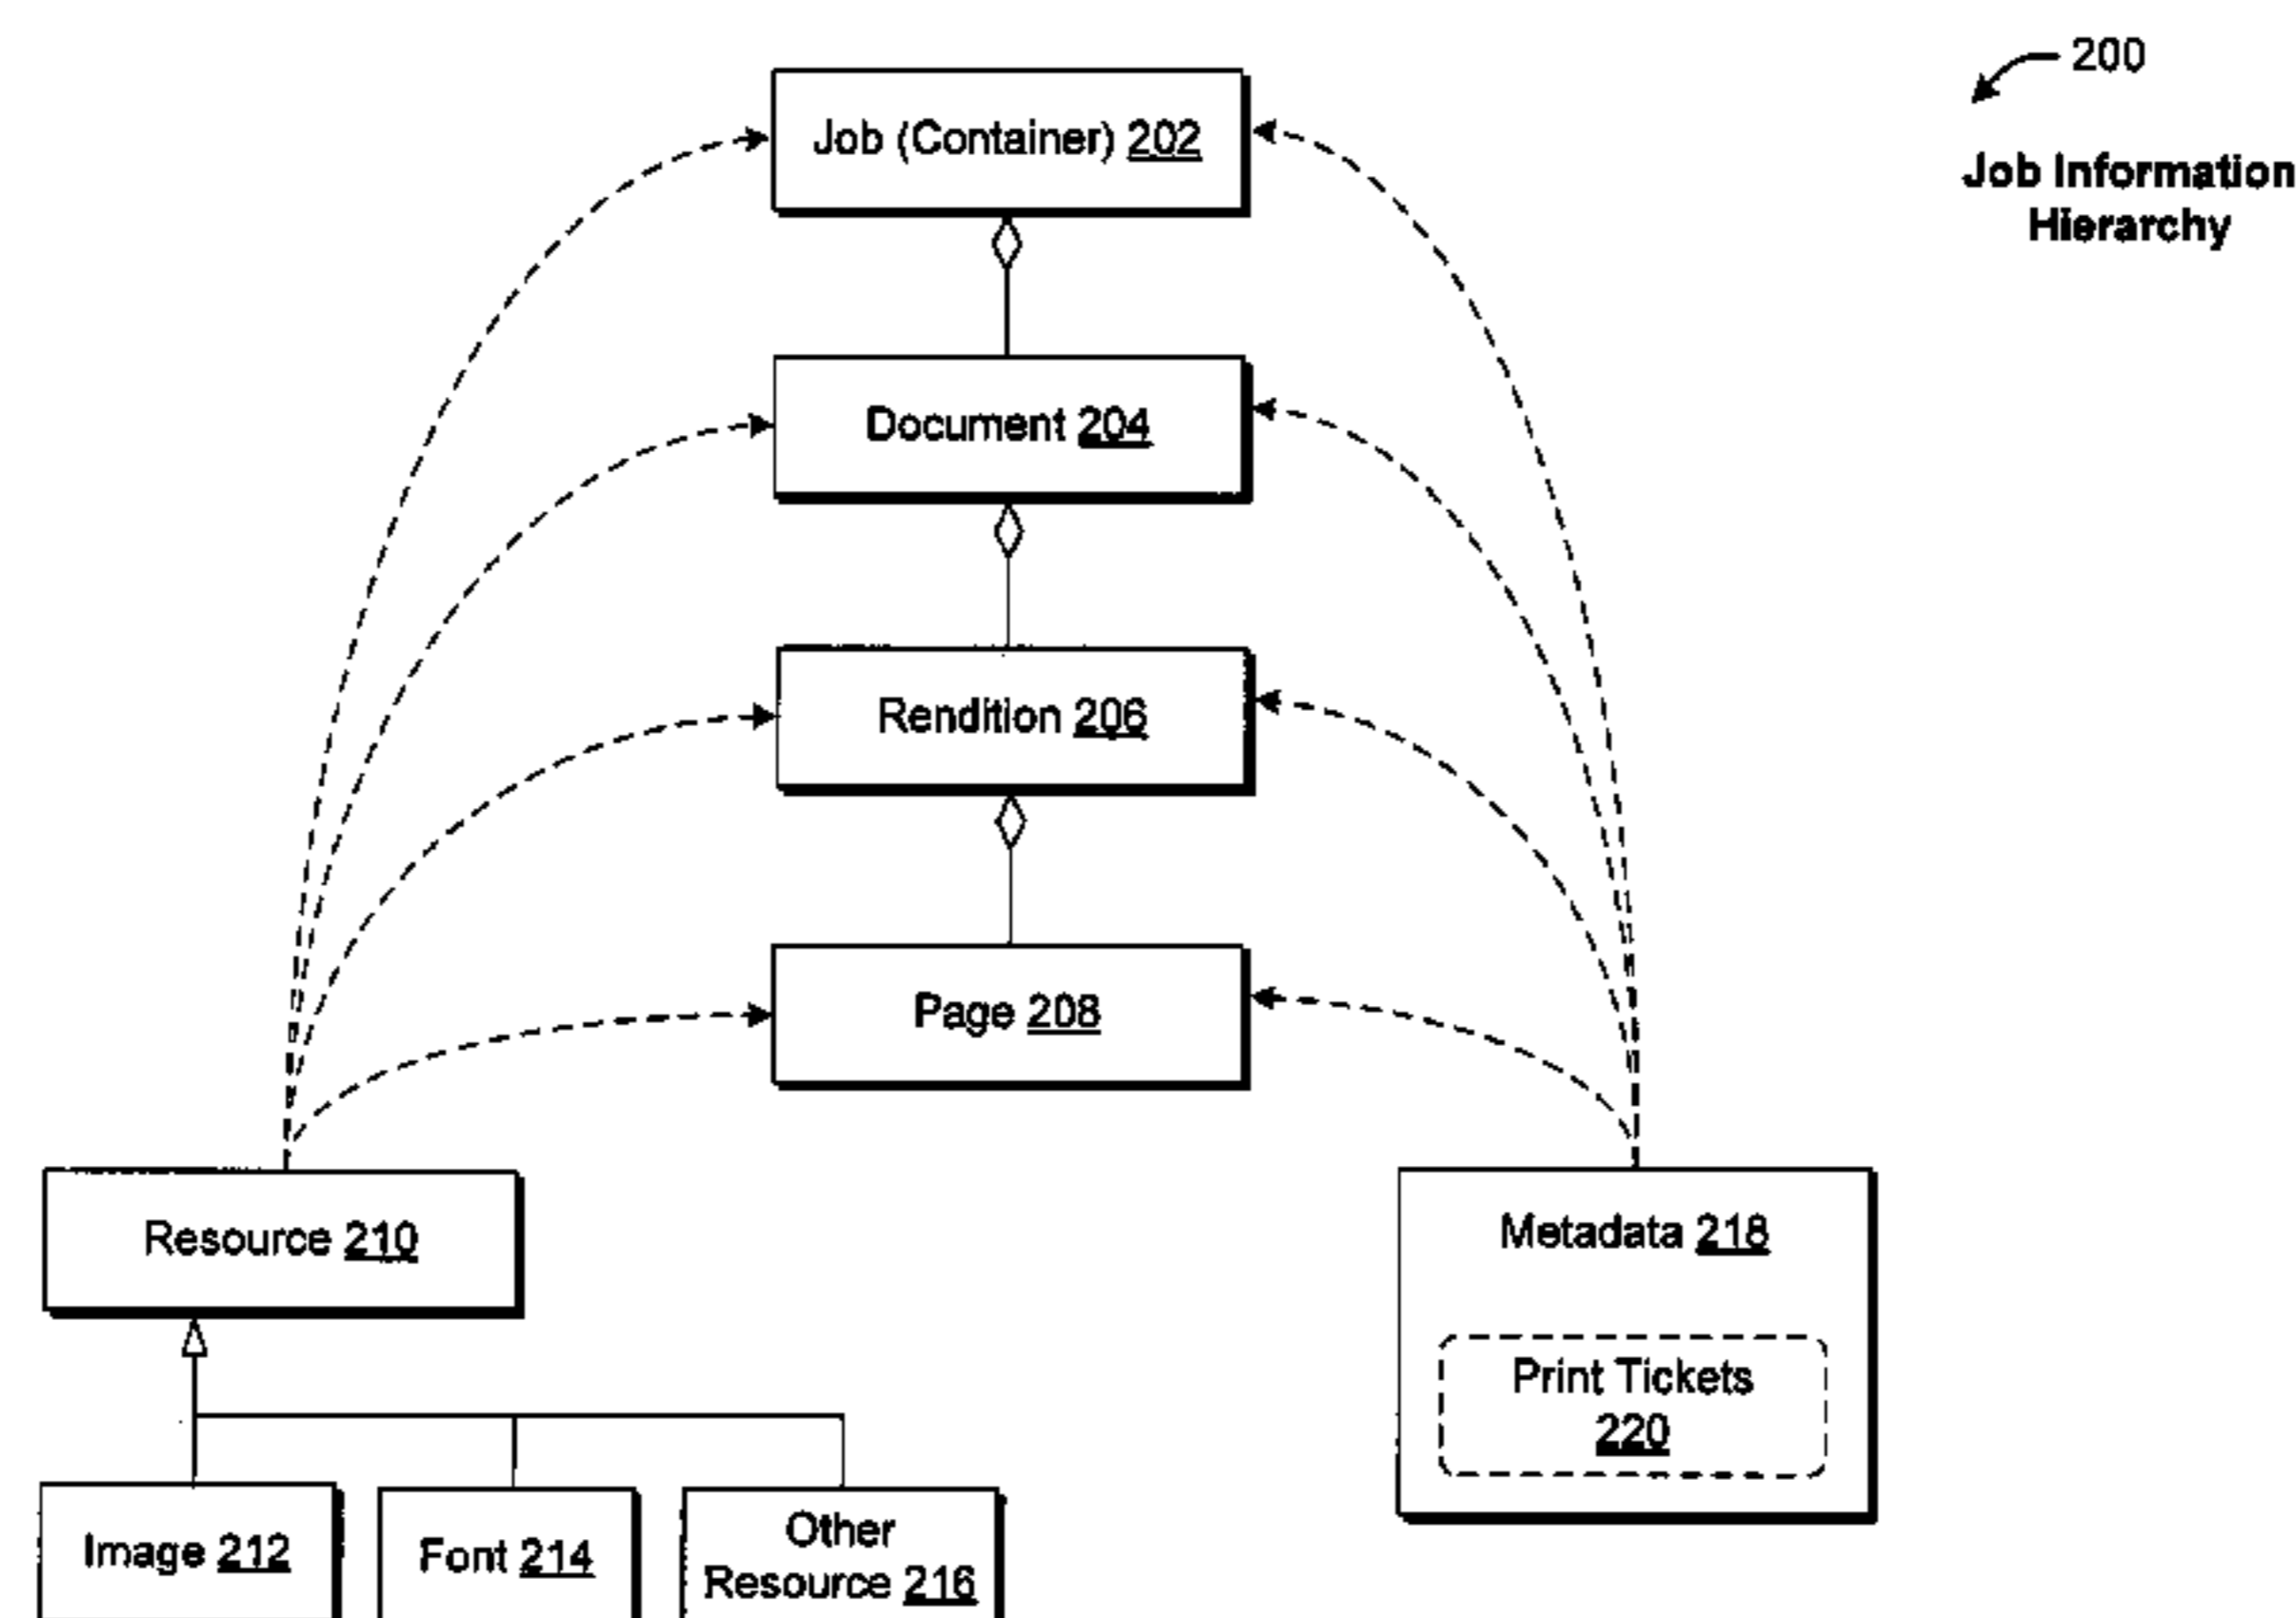 200
Job Information
Hierarchy
Job (Container) 202
Document 204
Rendition 206
Page 208
Resource 210
Metadata 218
Print Tickets
220
Image 212
Font 214
Other
Resource 216